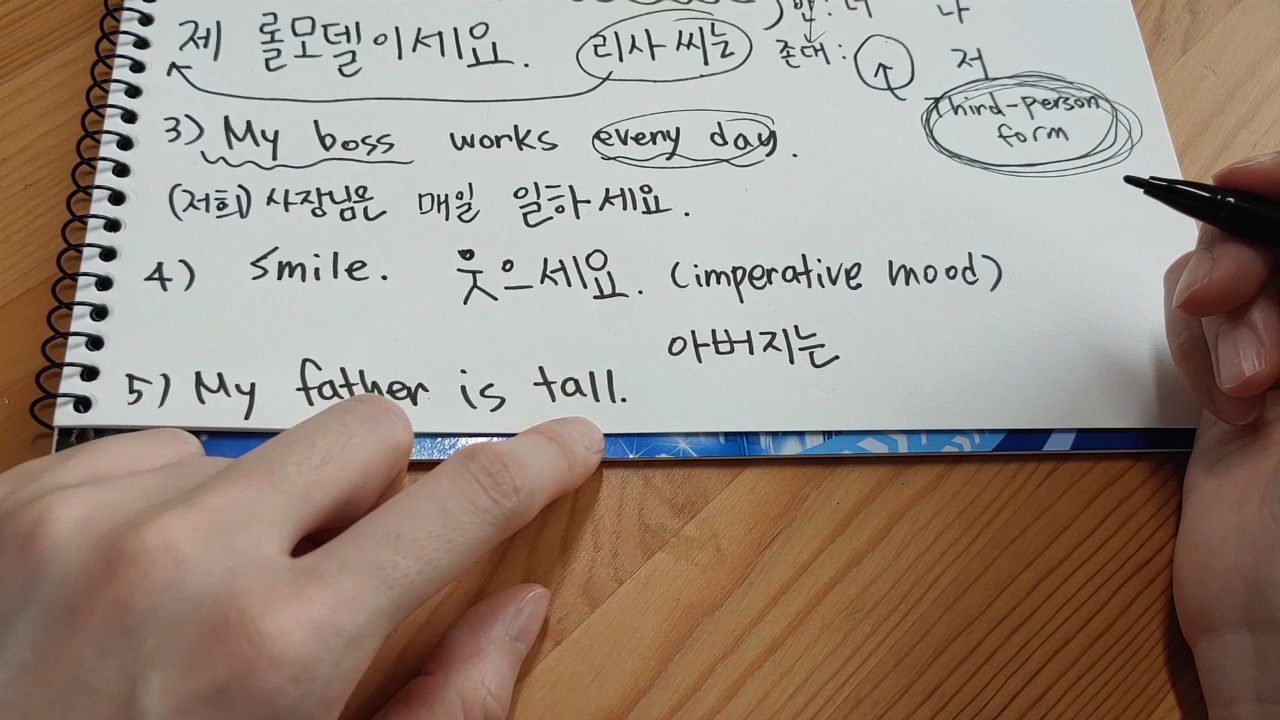 제 롤모델이세요. 리사 씨는 존대: 저
Third-person form
3) My boss works every day.
(저희) 사장님은 매일 일하세요.
4) Smile. 웃으세요. (imperative mood)
아버지는
5) My father is tall.